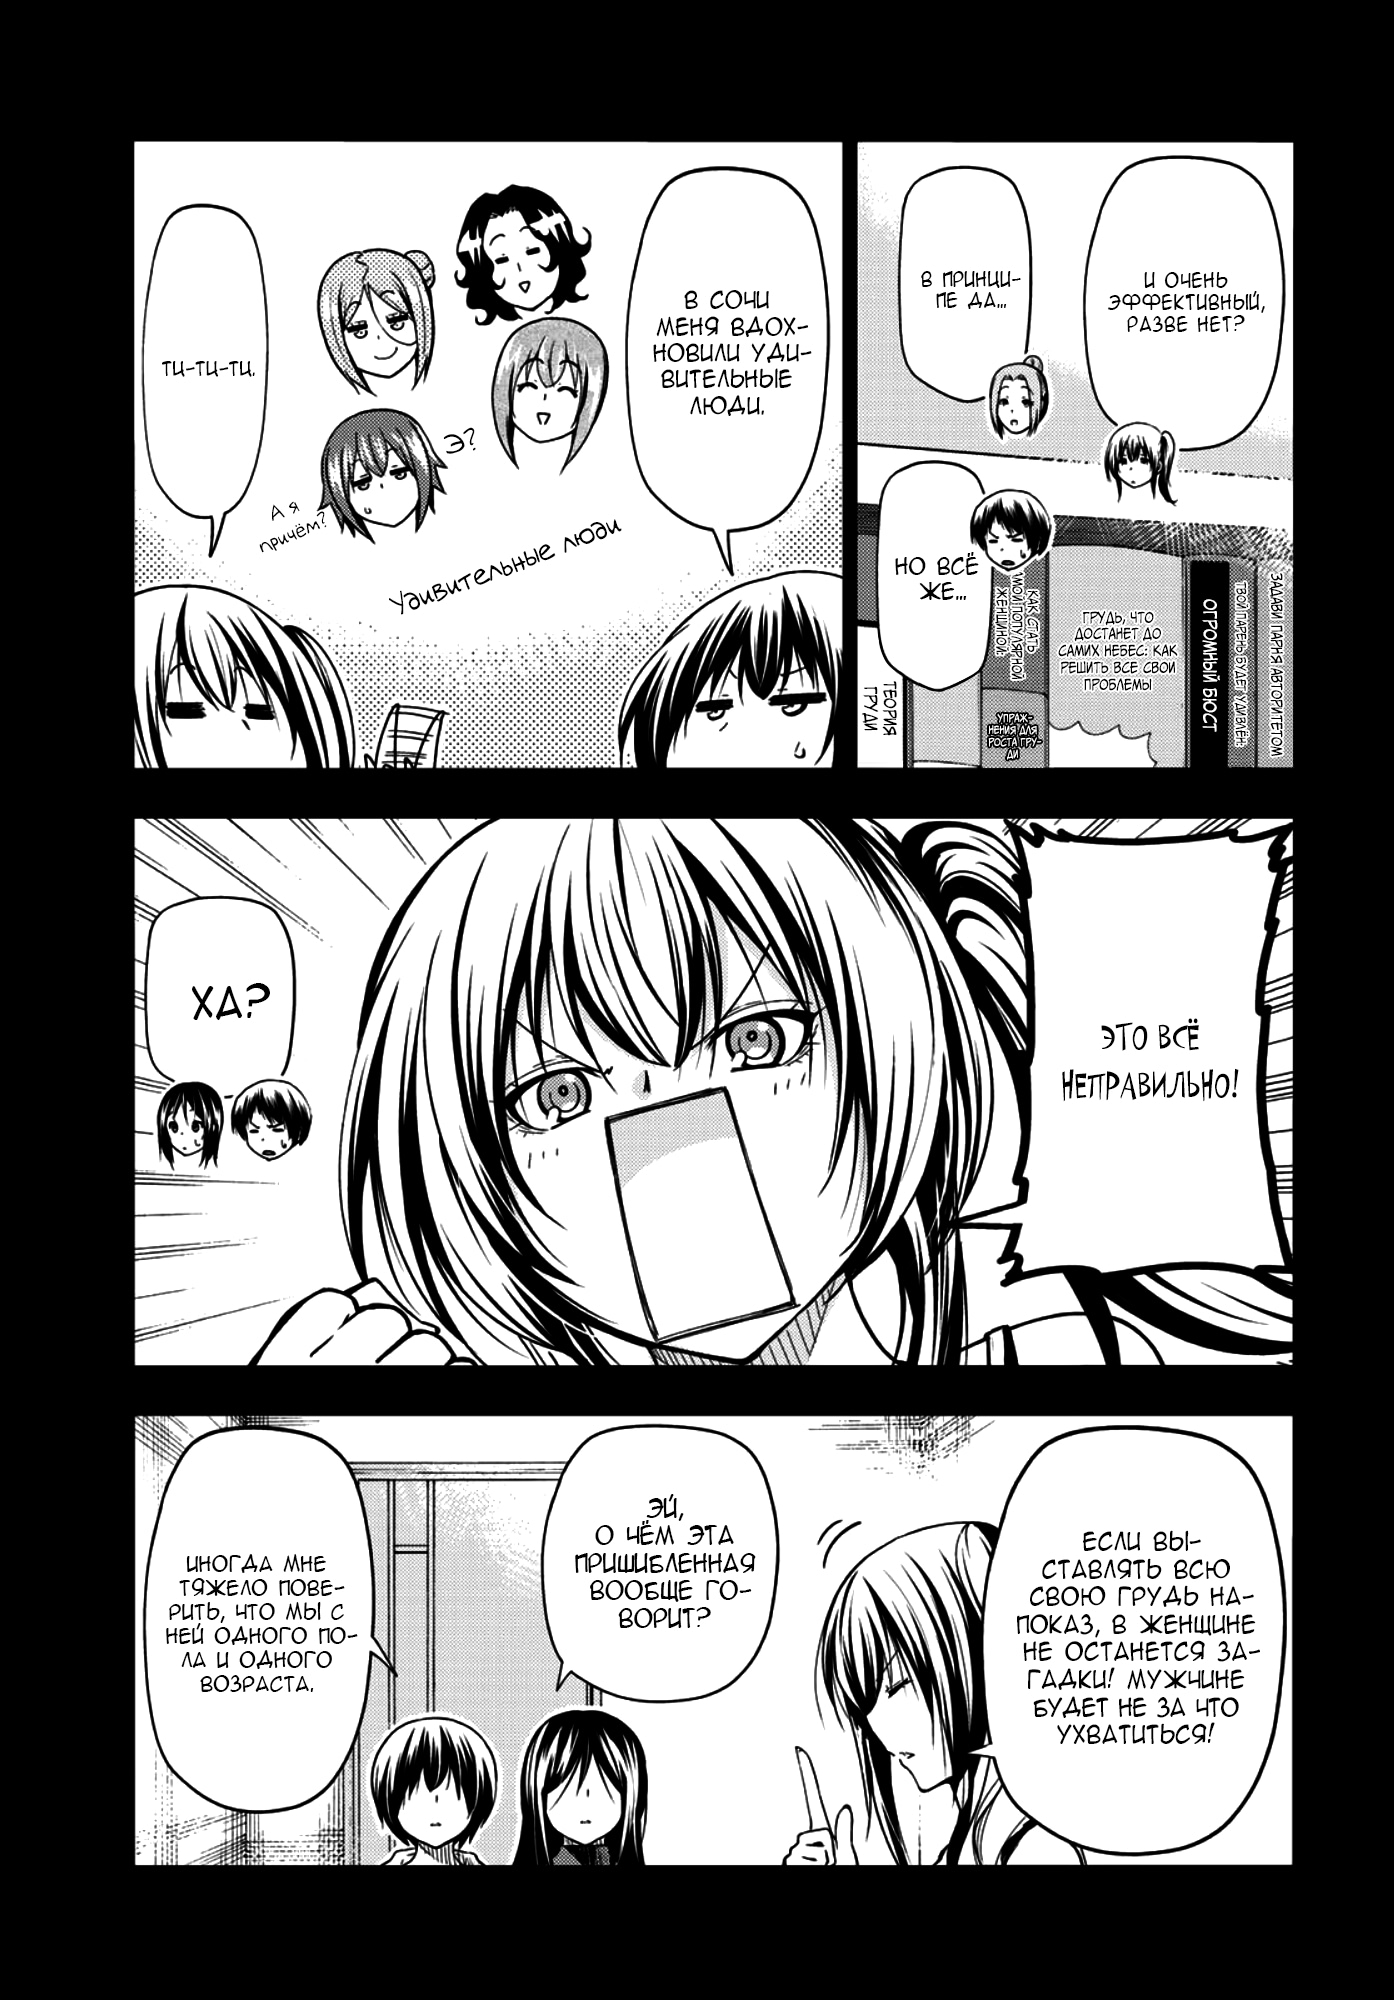 И ОЧЕНЬ
ЭФФЕКТИВНЫЙ,
РАЗВЕ НЕТ?
В ПРИНЦИ-
ПЕ ДА...
НО ВСЁ
ЖЕ...
ЗАДАВИ ПАРНЯ АВТОРИТЕТОМ
ТВОЙ ПАРЕНЬ БУДЕТ УДИВЛЁН.
ОГРОМНЫЙ БЮСТ
ГРУДЬ, ЧТО
ДОСТАНЕТ ДО
САМИХ НЕБЕС: КАК
РЕШИТЬ ВСЕ СВОИ
ПРОБЛЕМЫ
КАК СТАТЬ
ПОПУЛЯРНОЙ
ЖЕНЩИНОЙ.
УПРАЖ-
НЕНИЯ ДЛЯ
РОСТА ГРУ-
ДИ
ТЕОРИЯ
ГРУДИ
В СОЧИ
МЕНЯ ВДОХ-
НОВИЛИ УДИ-
ВИТЕЛЬНЫЕ
ЛЮДИ.
Э?
А я
причём?
Удивительные люди
ТЦ-ТЦ-ТЦ.
ЭТО ВСЁ
НЕПРАВИЛЬНО!
ХА?
ЕСЛИ ВЫ-
СТАВЛЯТЬ ВСЮ
СВОЮ ГРУДЬ НА-
ПОКАЗ, В ЖЕНЩИНЕ
НЕ ОСТАНЕТСЯ ЗА-
ГАДКИ! МУЖЧИНЕ
БУДЕТ НЕ ЗА ЧТО
УХВАТИТЬСЯ!
ЭЙ,
О ЧЁМ ЭТА
ПРИШИБЛЕННАЯ
ВООБЩЕ ГО-
ВОРИТ?
ИНОГДА МНЕ
ТЯЖЕЛО ПОВЕ-
РИТЬ, ЧТО МЫ С
НЕЙ ОДНОГО ПО-
ЛА И ОДНОГО
ВОЗРАСТА.